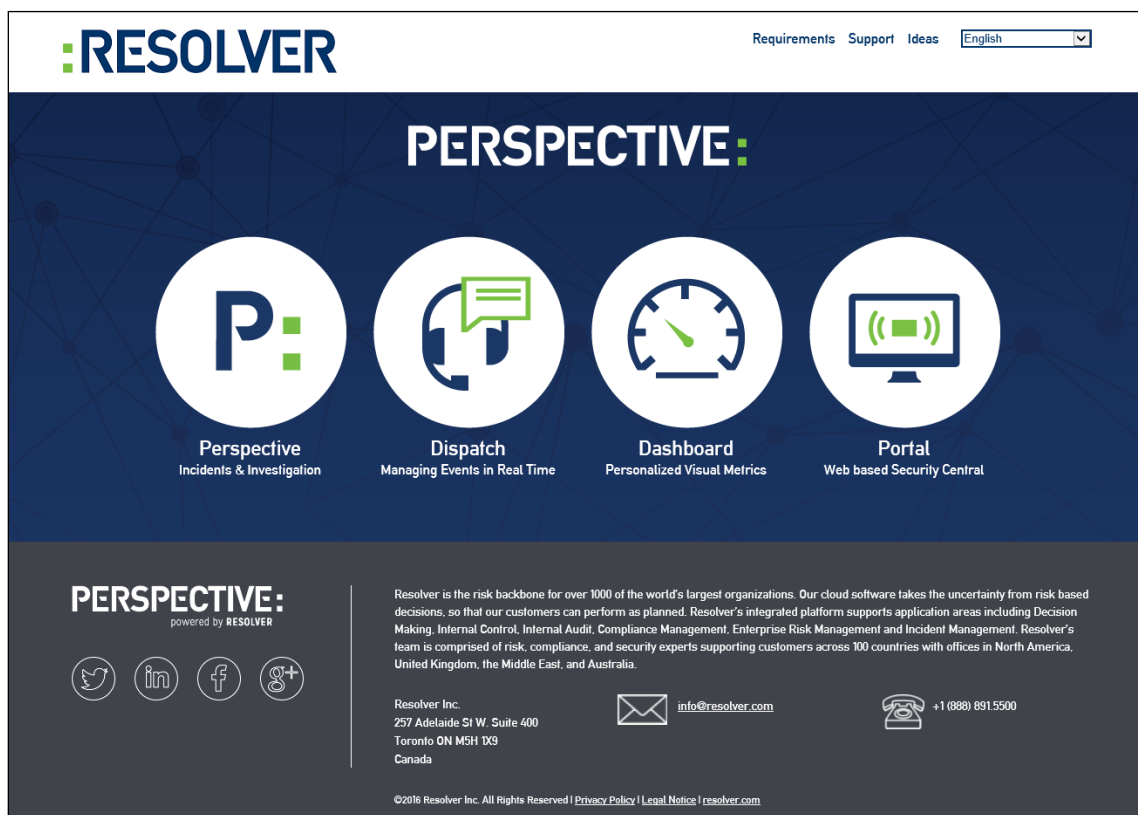 :RESOLVER
Requirements Support Ideas English
PERSPECTIVE:
P:
Perspective
Incidents & Investigation
Dispatch
Managing Events in Real Time
Dashboard
Personalized Visual Metrics
Portal
Web based Security Central
PERSPECTIVE:
powered by RESOLVER
in f g+
Resolver is the risk backbone for over 1000 of the world's largest organizations. Our cloud software takes the uncertainty from risk based
decisions, so that our customers can perform as planned. Resolver's integrated platform supports application areas including Decision
Making, Internal Control, Internal Audit, Compliance Management, Enterprise Risk Management and Incident Management. Resolver's
team is comprised of risk, compliance, and security experts supporting customers across 100 countries with offices in North America,
United Kingdom, the Middle East, and Australia.
Resolver Inc.
257 Adelaide St W. Suite 400
Toronto ON M5H 1X9
Canada
info@resolver.com
+1 (888) 891.5500
©2016 Resolver Inc. All Rights Reserved | Privacy Policy | Legal Notice | resolver.com